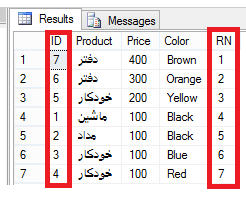 Results Messages
ID Product Price Color RN
1 7 دفتر 400 Brown 1
2 6 دفتر 300 Orange 2
3 5 خودکار 200 Yellow 3
4 1 ماشین 100 Black 4
5 2 مداد 100 Black 5
6 3 خودکار 100 Blue 6
7 4 خودکار 100 Red 7